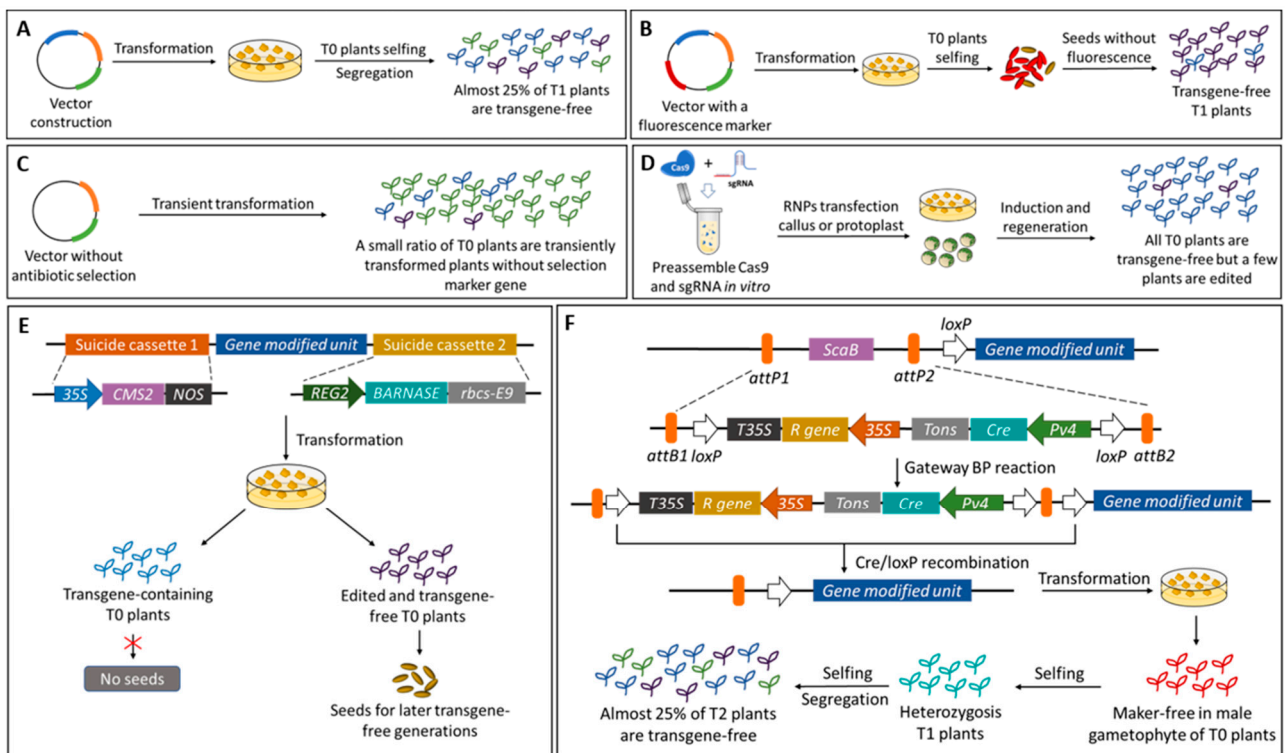 A
Vector
construction
Transformation
T0 plants selfing
Segregation
Almost 25% of T1 plants
are transgene-free
B
Vector with a
fluorescence marker
Transformation
T0 plants
selfing
Seeds without
fluorescence
Transgene-free
T1 plants
C
Vector without
antibiotic selection
Transient transformation
A small ratio of T0 plants are transiently
transformed plants without selection
marker gene
D
Cas9
+
sgRNA
Preassemble Cas9
and sgRNA in vitro
RNPs transfection
callus or protoplast
Induction and
regeneration
All T0 plants are
transgene-free but a few
plants are edited
E
Suicide cassette 1
Gene modified unit
Suicide cassette 2
35S
CMS2
NOS
REG2
BARNASE
rbcs-E9
Transformation
Transgene-containing
T0 plants
No seeds
Edited and transgene-
free T0 plants
Seeds for later transgene-
free generations
F
attP1
ScaB
attP2
loxP
Gene modified unit
attB1
loxP
T35S
R gene
35S
Tons
Cre
Pv4
loxP
attB2
Gateway BP reaction
T35S
R gene
35S
Tons
Cre
Pv4
Gene modified unit
Cre/loxP recombination
Gene modified unit
Transformation
Maker-free in male
gametophyte of T0 plants
Selfing
Heterozygosis
T1 plants
Selfing
Segregation
Almost 25% of T2 plants
are transgene-free